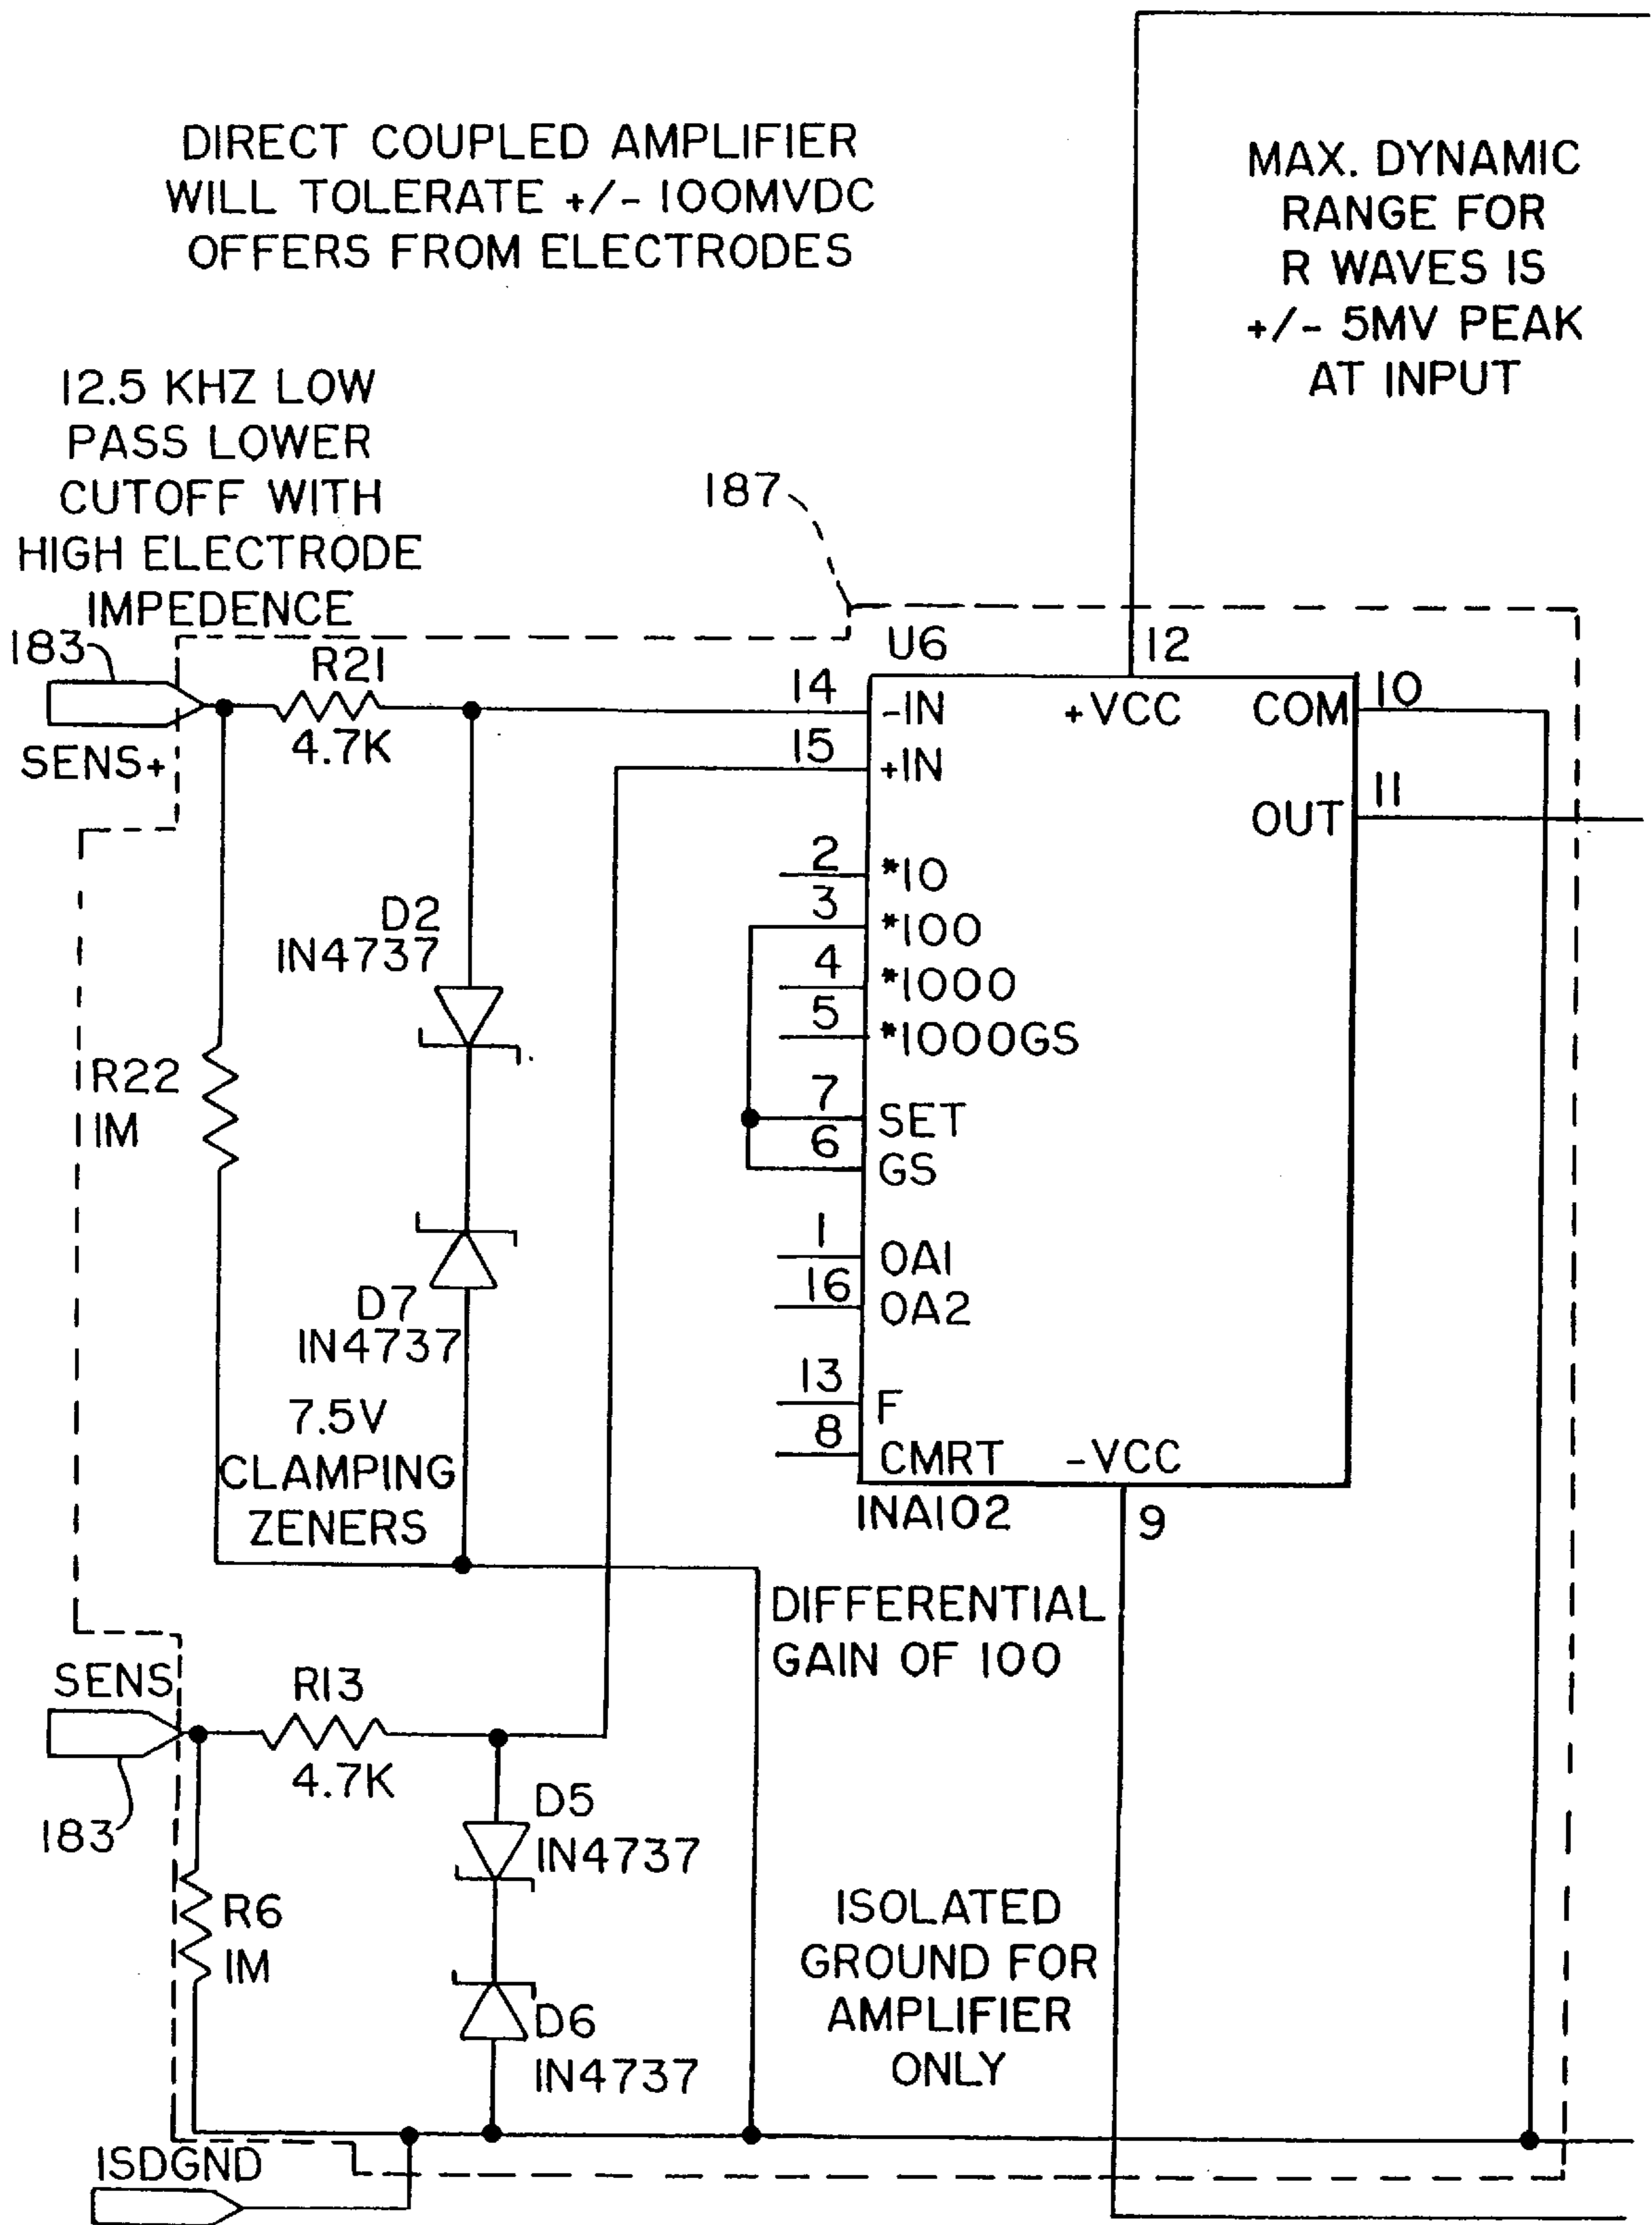 DIRECT COUPLED AMPLIFIER
WILL TOLERATE +/- 100MVDC
OFFERS FROM ELECTRODES
MAX. DYNAMIC
RANGE FOR
R WAVES IS
+/- 5MV PEAK
AT INPUT
12.5 KHZ LOW
PASS LOWER
CUTOFF WITH
HIGH ELECTRODE
IMPEDENCE
187
183
SENS+
R21
4.7K
U6
12
14
-IN
+VCC
COM
10
15
+IN
11
OUT
2
*10
3
*100
4
*1000
5
*1000GS
7
SET
6
GS
1
OA1
16
OA2
13
F
8
CMRT
-VCC
INA102
9
D2
IN4737
R22
1M
D7
IN4737
7.5V
CLAMPING
ZENERS
DIFFERENTIAL
GAIN OF 100
SENS
R13
4.7K
183
D5
IN4737
R6
1M
D6
IN4737
ISOLATED
GROUND FOR
AMPLIFIER
ONLY
ISDGND